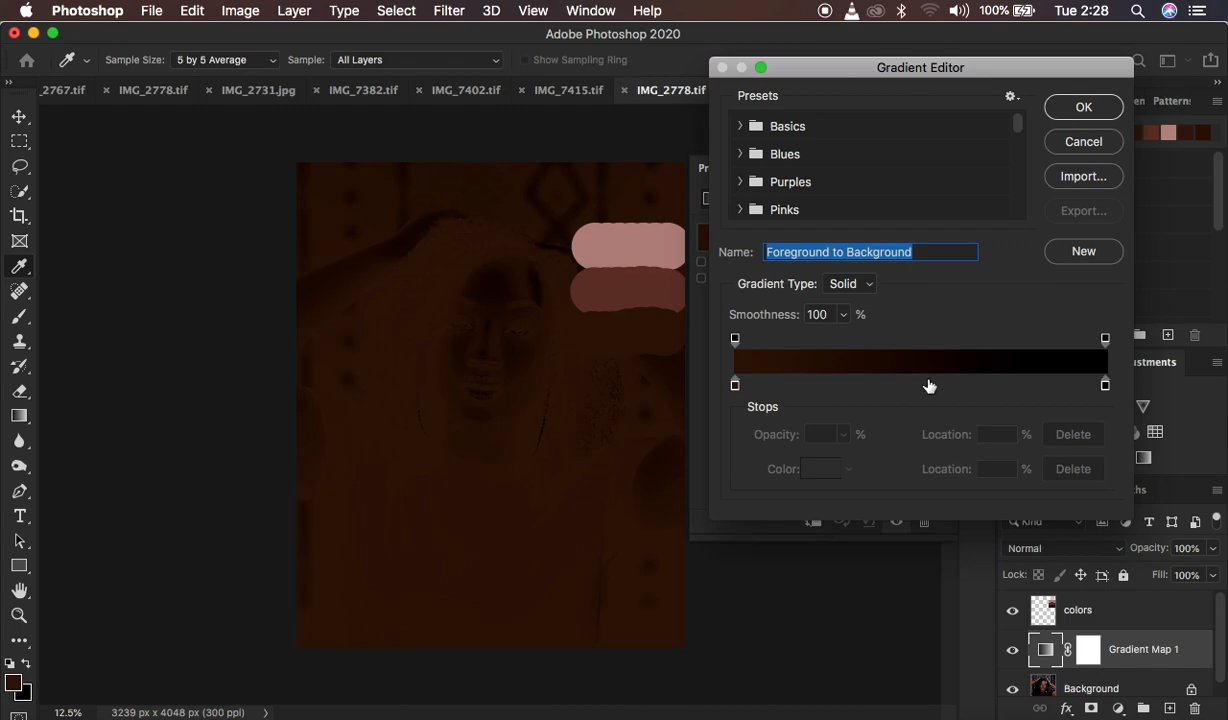 Photoshop File Edit Image Layer Type Select Filter 3D View Window Help 100% Tue 2:28
Adobe Photoshop 2020
Sample Size: 5 by 5 Average Sample: All Layers Show Sampling Ring
_2767.tif IMG_2778.tif IMG_2731.jpg IMG_7382.tif IMG_7402.tif IMG_7415.tif IMG_2778.tif
Gradient Editor
Presets
Basics
Blues
Purples
Pinks
OK
Cancel
Import...
Export...
New
Name: Foreground to Background
Gradient Type: Solid
Smoothness: 100 %
Stops
Opacity: % Location: % Delete
Color: Location: % Delete
Patterns
Kind
Normal Opacity: 100%
Lock: Fill: 100%
colors
Gradient Map 1
Background
fx
12.5% 3239 px x 4048 px (300 ppl)